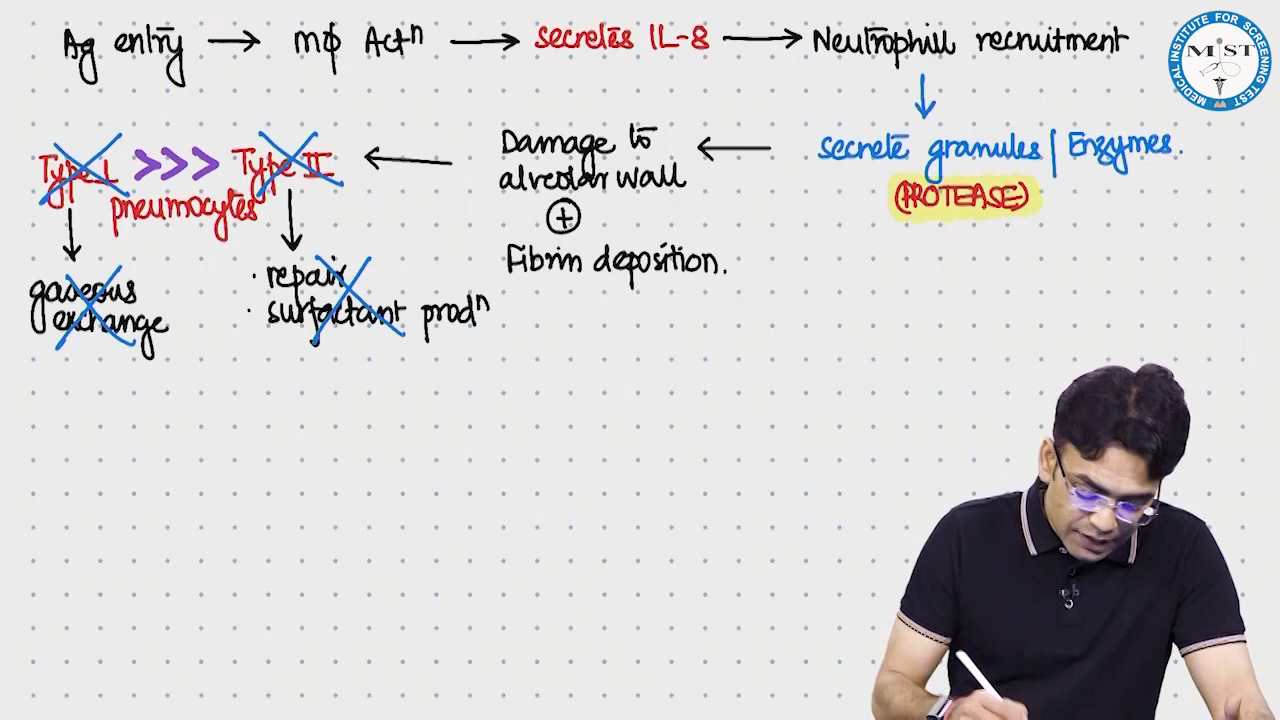 Ag entry → mφ Actⁿ → secretes IL-8 → Neutrophill recruitment
↓
secrete granules | Enzymes.
(PROTEASE)
← Damage to
alveolar wall
⊕
Fibrin deposition.
← Type I >>> Type II
pneumocytes
↓ gaseous
exchange
↓ · repair
· surfactant prodⁿ
MIST
MEDICAL INSTITUTE FOR SCREENING TEST